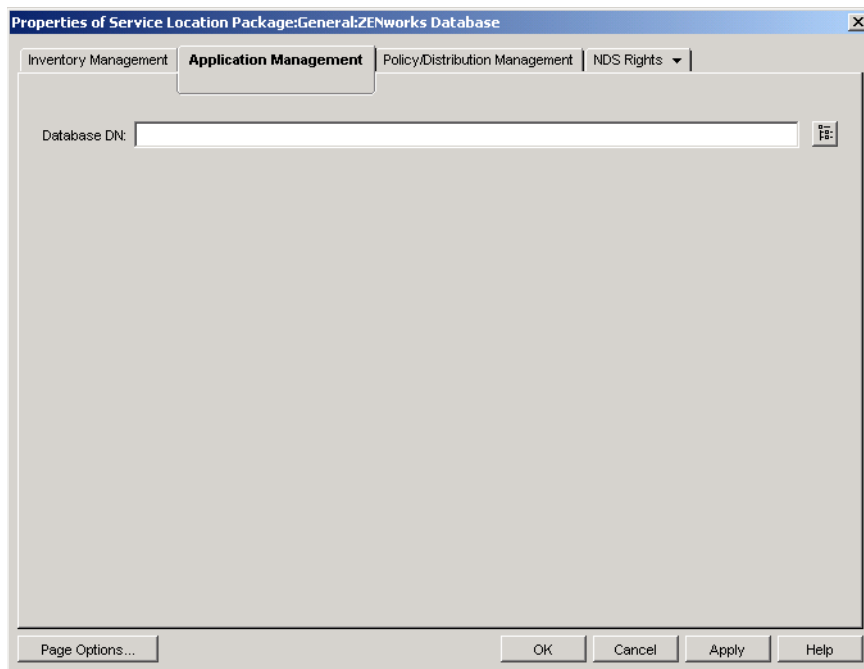 Properties of Service Location Package:General:ZENworks Database
Inventory Management Application Management Policy/Distribution Management NDS Rights
Database DN:
Page Options... OK Cancel Apply Help